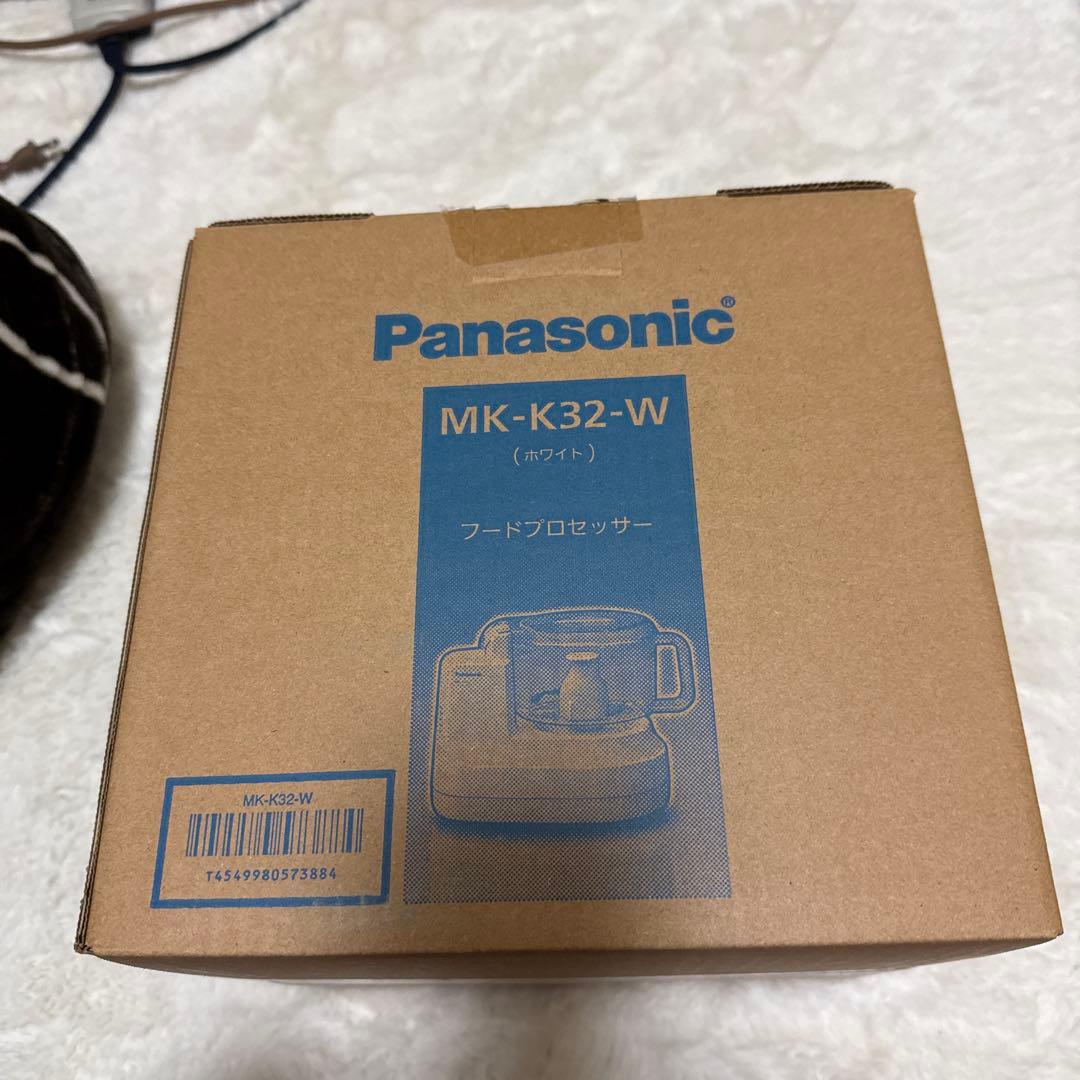 Panasonic®
MK-K32-W
(ホワイト)
フードプロセッサー
MK-K32-W
T4549980573884